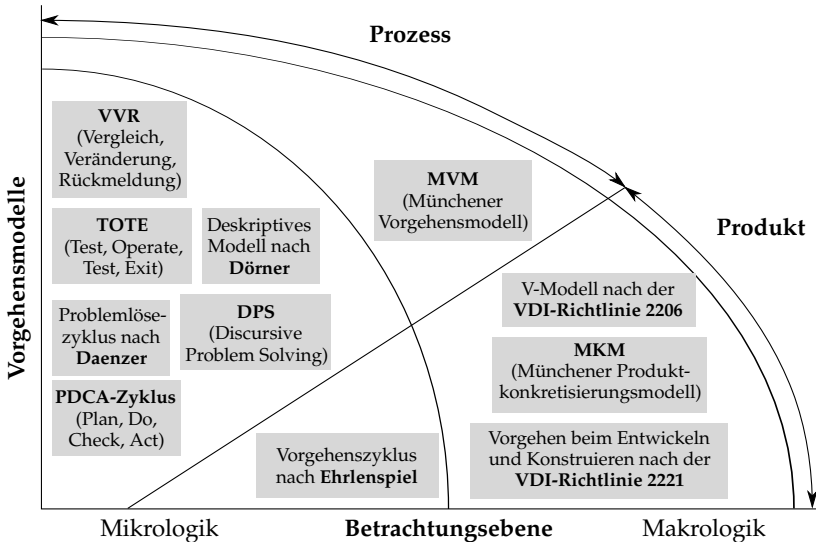 Prozess
Produkt
Vorgehensmodelle
VVR
(Vergleich,
Veränderung,
Rückmeldung)
MVM
(Münchener
Vorgehensmodell)
TOTE
(Test, Operate,
Test, Exit)
Deskriptives
Modell nach
Dörner
V-Modell nach der
VDI-Richtlinie 2206
Problemlöse-
zyklus nach
Daenzer
DPS
(Discursive
Problem Solving)
MKM
(Münchener Produkt-
konkretisierungsmodell)
PDCA-Zyklus
(Plan, Do,
Check, Act)
Vorgehenszyklus
nach Ehrlenspiel
Vorgehen beim Entwickeln
und Konstruieren nach der
VDI-Richtlinie 2221
Mikrologik
Betrachtungsebene
Makrologik